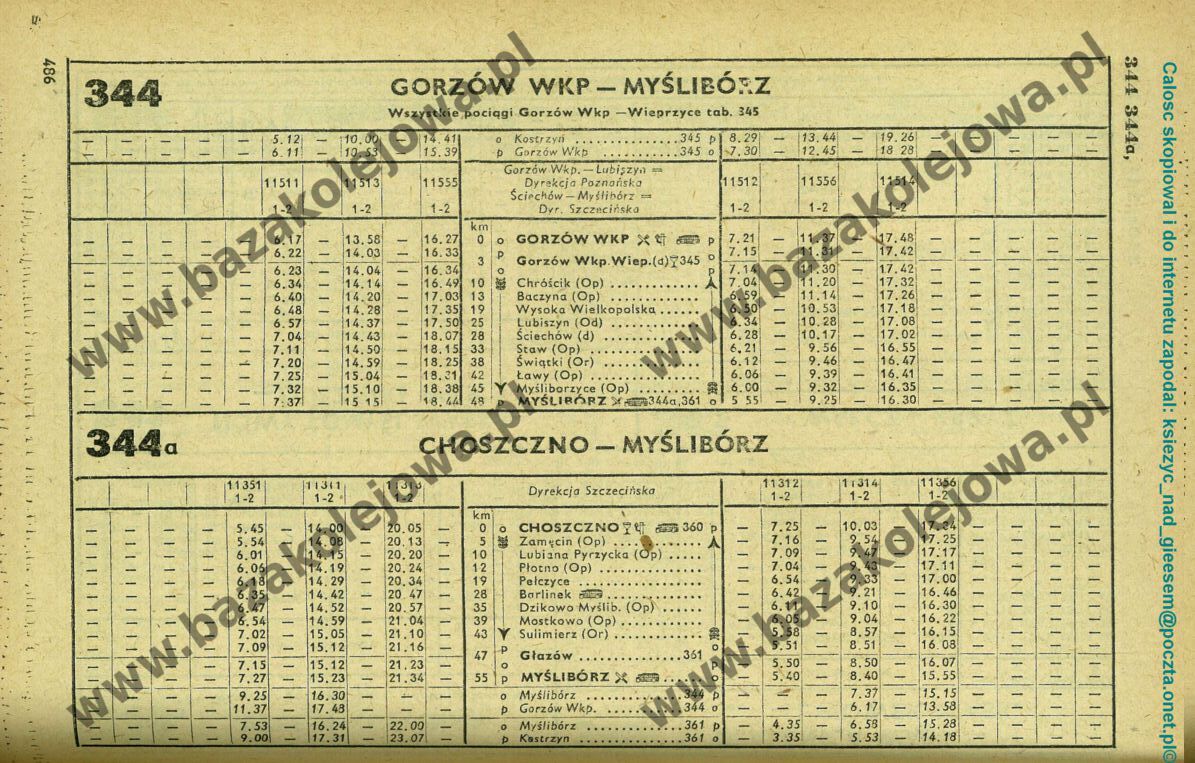 486
344 344a,
Calosc skopiowal i do internetu zapodal: ksiezyc_nad_gieesem@poczta.onet.pl©
www.bazakolejowa.pl
www.bazakolejowa.pl
www.bazakolejowa.pl
www.bazakolejowa.pl
344 GORZÓW WKP — MYŚLIBÓRZ
Wszystkie pociągi Gorzów Wkp — Wieprzyce tab. 345
— — — — — 5.12 — 10.00 — 14.41 o Kostrzyn 345 p 8.29 — 13.44 — 19.26 — — — — —
— — — — — 6.11 — 10.53 — 15.39 p Gorzów Wkp 345 o 7.30 — 12.45 — 18 28 — — — — —
Gorzów Wkp. — Lubiszyn =
11511 11513 11555 Dyrekcja Poznańska 11512 11556 11514
Ściechów — Myślibórz =
1-2 1-2 1-2 Dyr. Szczecińska 1-2 1-2 1-2
km
— — — — — 6.17 — 13.58 — 16.27 0 o GORZÓW WKP p 7.21 — 11.37 — 17.48 — — — — —
— — — — — 6.22 — 14.03 — 16.33 3 p Gorzów Wkp.Wiep.(d) 345 o 7.15 — 11.31 — 17.42 — — — — —
— — — — — 6.23 — 14.04 — 16.34 o p 7.14 — 11.30 — 17.42 — — — — —
— — — — — 6.34 — 14.14 — 16.49 10 Chróścik (Op) 7.04 — 11.20 — 17.32 — — — — —
— — — — — 6.40 — 14.20 — 17.03 13 Baczyna (Op) 6.59 — 11.14 — 17.26 — — — — —
— — — — — 6.48 — 14.28 — 17.35 19 Wysoka Wielkopolska 6.50 — 10.53 — 17.18 — — — — —
— — — — — 6.57 — 14.37 — 17.50 25 Lubiszyn (Od) 6.34 — 10.28 — 17.08 — — — — —
— — — — — 7.04 — 14.43 — 18.07 28 Ściechów (d) 6.28 — 10.17 — 17.02 — — — — —
— — — — — 7.11 — 14.50 — 18.15 33 Staw (Op) 6.21 — 9.56 — 16.55 — — — — —
— — — — — 7.20 — 14.59 — 18.25 38 Świątki (Or) 6.12 — 9.46 — 16.47 — — — — —
— — — — — 7.25 — 15.04 — 18.31 42 Ławy (Op) 6.06 — 9.39 — 16.41 — — — — —
— — — — — 7.32 — 15.10 — 18.38 45 Myśliborzyce (Op) 6.00 — 9.32 — 16.35 — — — — —
— — — — — 7.37 — 15 15 — 18.44 48 p MYŚLIBÓRZ 344a,361 o 5 55 — 9.25 — 16.30 — — — — —
344a CHOSZCZNO — MYŚLIBÓRZ
11351 11311 11313 Dyrekcja Szczecińska 11312 11314 11356
1-2 1-2 1-2 1-2 1-2 1-2
km
— — — — 5.45 — 14.00 — 20.05 — 0 o CHOSZCZNO 360 p — 7.25 — 10.03 — 17.34 — — — —
— — — — 5.54 — 14.08 — 20.13 — 5 Zamęcin (Op) — 7.16 — 9.54 — 17.25 — — — —
— — — — 6.01 — 14.15 — 20.20 — 10 Lubiana Pyrzycka (Op) — 7.09 — 9.47 — 17.17 — — — —
— — — — 6.06 — 14.19 — 20.24 — 12 Płotno (Op) — 7.04 — 9.43 — 17.11 — — — —
— — — — 6.18 — 14.29 — 20.34 — 19 Pełczyce — 6.54 — 9.33 — 17.00 — — — —
— — — — 6.35 — 14.42 — 20 47 — 28 Barlinek — 6.42 — 9.21 — 16.46 — — — —
— — — — 6.47 — 14.52 — 20.57 — 35 Dzikowo Myślib. (Op) — 6.11 — 9.10 — 16.30 — — — —
— — — — 6.54 — 14.59 — 21.04 — 39 Mostkowo (Op) — 6.05 — 9.04 — 16.22 — — — —
— — — — 7.02 — 15.05 — 21.10 — 43 Sulimierz (Or) — 5.58 — 8.57 — 16.15 — — — —
— — — — 7.09 — 15.12 — 21.16 — 47 p Głazów 361 o — 5.51 — 8 51 — 16.08 — — — —
— — — — 7.15 — 15.12 — 21.23 — o p — 5.50 — 8.50 — 16.07 — — — —
— — — — 7.27 — 15.23 — 21.34 — 55 p MYŚLIBÓRZ o — 5.40 — 8.40 — 15.55 — — — —
— — — — 9.25 — 16.30 — — — o Myślibórz 344 p — — — 7.37 — 15.15 — — — —
— — — — 11.37 — 17.48 — — — p Gorzów Wkp. 344 o — — — 6.17 — 13.58 — — — —
— — — — 7.53 — 16.24 — 22.00 — o Myślibórz 361 p — 4.35 — 6.58 — 15.28 — — — —
— — — — 9.00 — 17.31 — 23.07 — p Kostrzyn 361 o — 3.35 — 5.53 — 14.18 — — — —